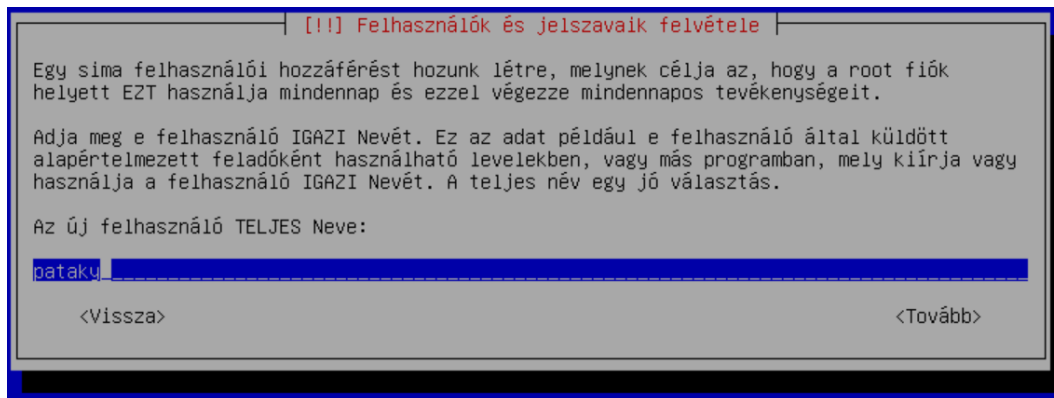 [!!] Felhasználók és jelszavaik felvétele
Egy sima felhasználói hozzáférést hozunk létre, melynek célja az, hogy a root fiók
helyett EZT használja mindennap és ezzel végezze mindennapos tevékenységeit.
Adja meg e felhasználó IGAZI Nevét. Ez az adat például e felhasználó által küldött
alapértelmezett feladóként használható levelekben, vagy más programban, mely kiírja vagy
használja a felhasználó IGAZI Nevét. A teljes név egy jó választás.
Az új felhasználó TELJES Neve:
pataky
<Vissza> <Tovább>